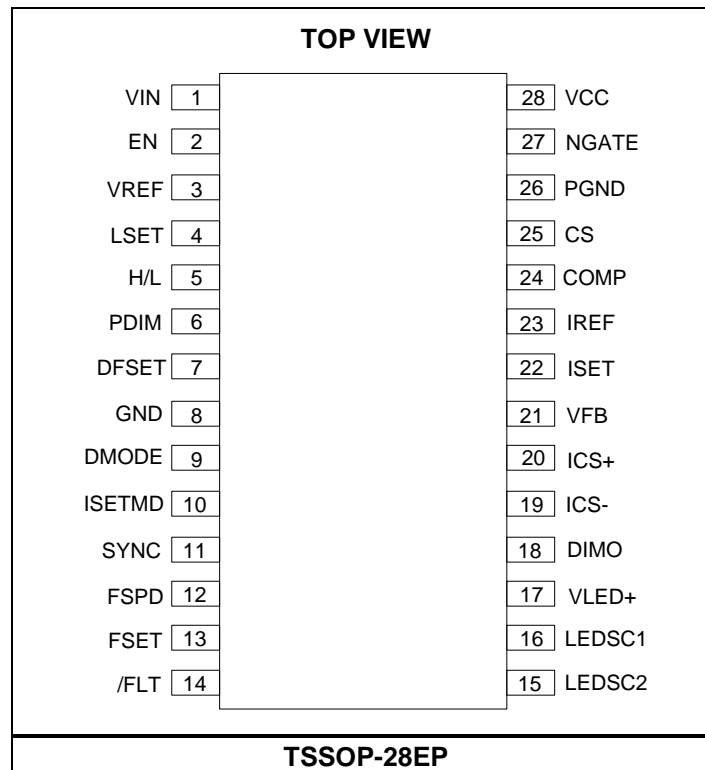 TOP VIEW
VIN 1 28 VCC
EN 2 27 NGATE
VREF 3 26 PGND
LSET 4 25 CS
H/L 5 24 COMP
PDIM 6 23 IREF
DFSET 7 22 ISET
GND 8 21 VFB
DMODE 9 20 ICS+
ISETMD 10 19 ICS-
SYNC 11 18 DIMO
FSPD 12 17 VLED+
FSET 13 16 LEDSC1
/FLT 14 15 LEDSC2
TSSOP-28EP